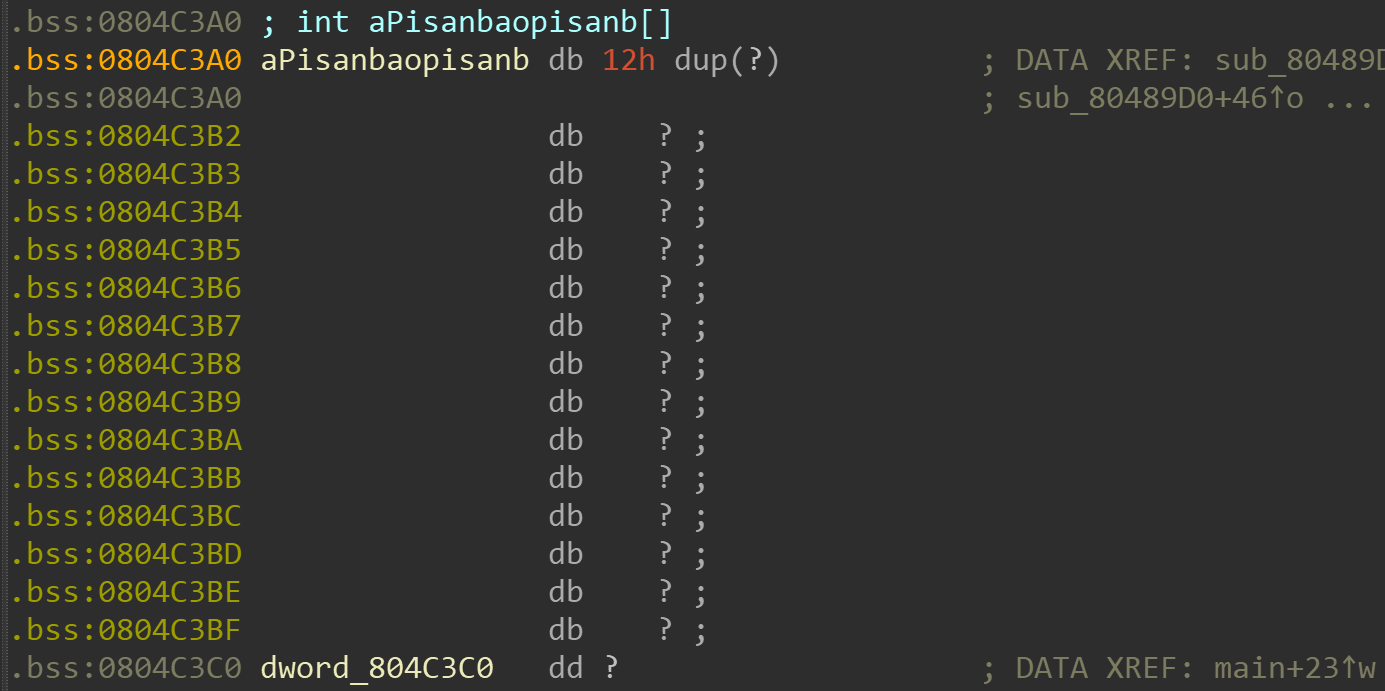 .bss:0804C3A0 ; int aPisanbaopisanb[]
.bss:0804C3A0 aPisanbaopisanb db 12h dup(?) ; DATA XREF: sub_80489D
.bss:0804C3A0 ; sub_80489D0+46↑o ...
.bss:0804C3B2 db ? ;
.bss:0804C3B3 db ? ;
.bss:0804C3B4 db ? ;
.bss:0804C3B5 db ? ;
.bss:0804C3B6 db ? ;
.bss:0804C3B7 db ? ;
.bss:0804C3B8 db ? ;
.bss:0804C3B9 db ? ;
.bss:0804C3BA db ? ;
.bss:0804C3BB db ? ;
.bss:0804C3BC db ? ;
.bss:0804C3BD db ? ;
.bss:0804C3BE db ? ;
.bss:0804C3BF db ? ;
.bss:0804C3C0 dword_804C3C0 dd ? ; DATA XREF: main+23↑w